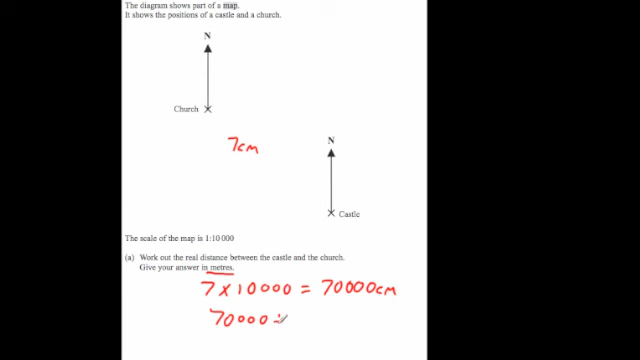 The diagram shows part of a map.
It shows the positions of a castle and a church.
N
Church
7cm
N
Castle
The scale of the map is 1:10 000
(a) Work out the real distance between the castle and the church.
Give your answer in metres.
7 × 10000 = 70000cm
70000 ÷